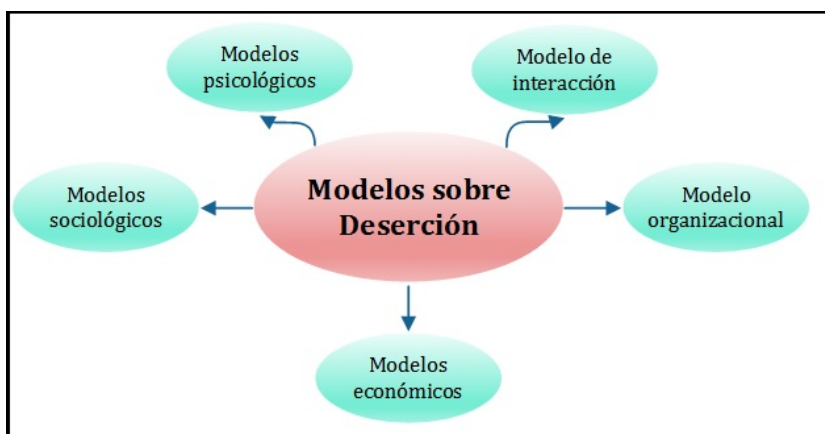 Modelos
psicológicos
Modelo de
interacción
Modelos sobre
Deserción
Modelos
sociológicos
Modelo
organizacional
Modelos
económicos